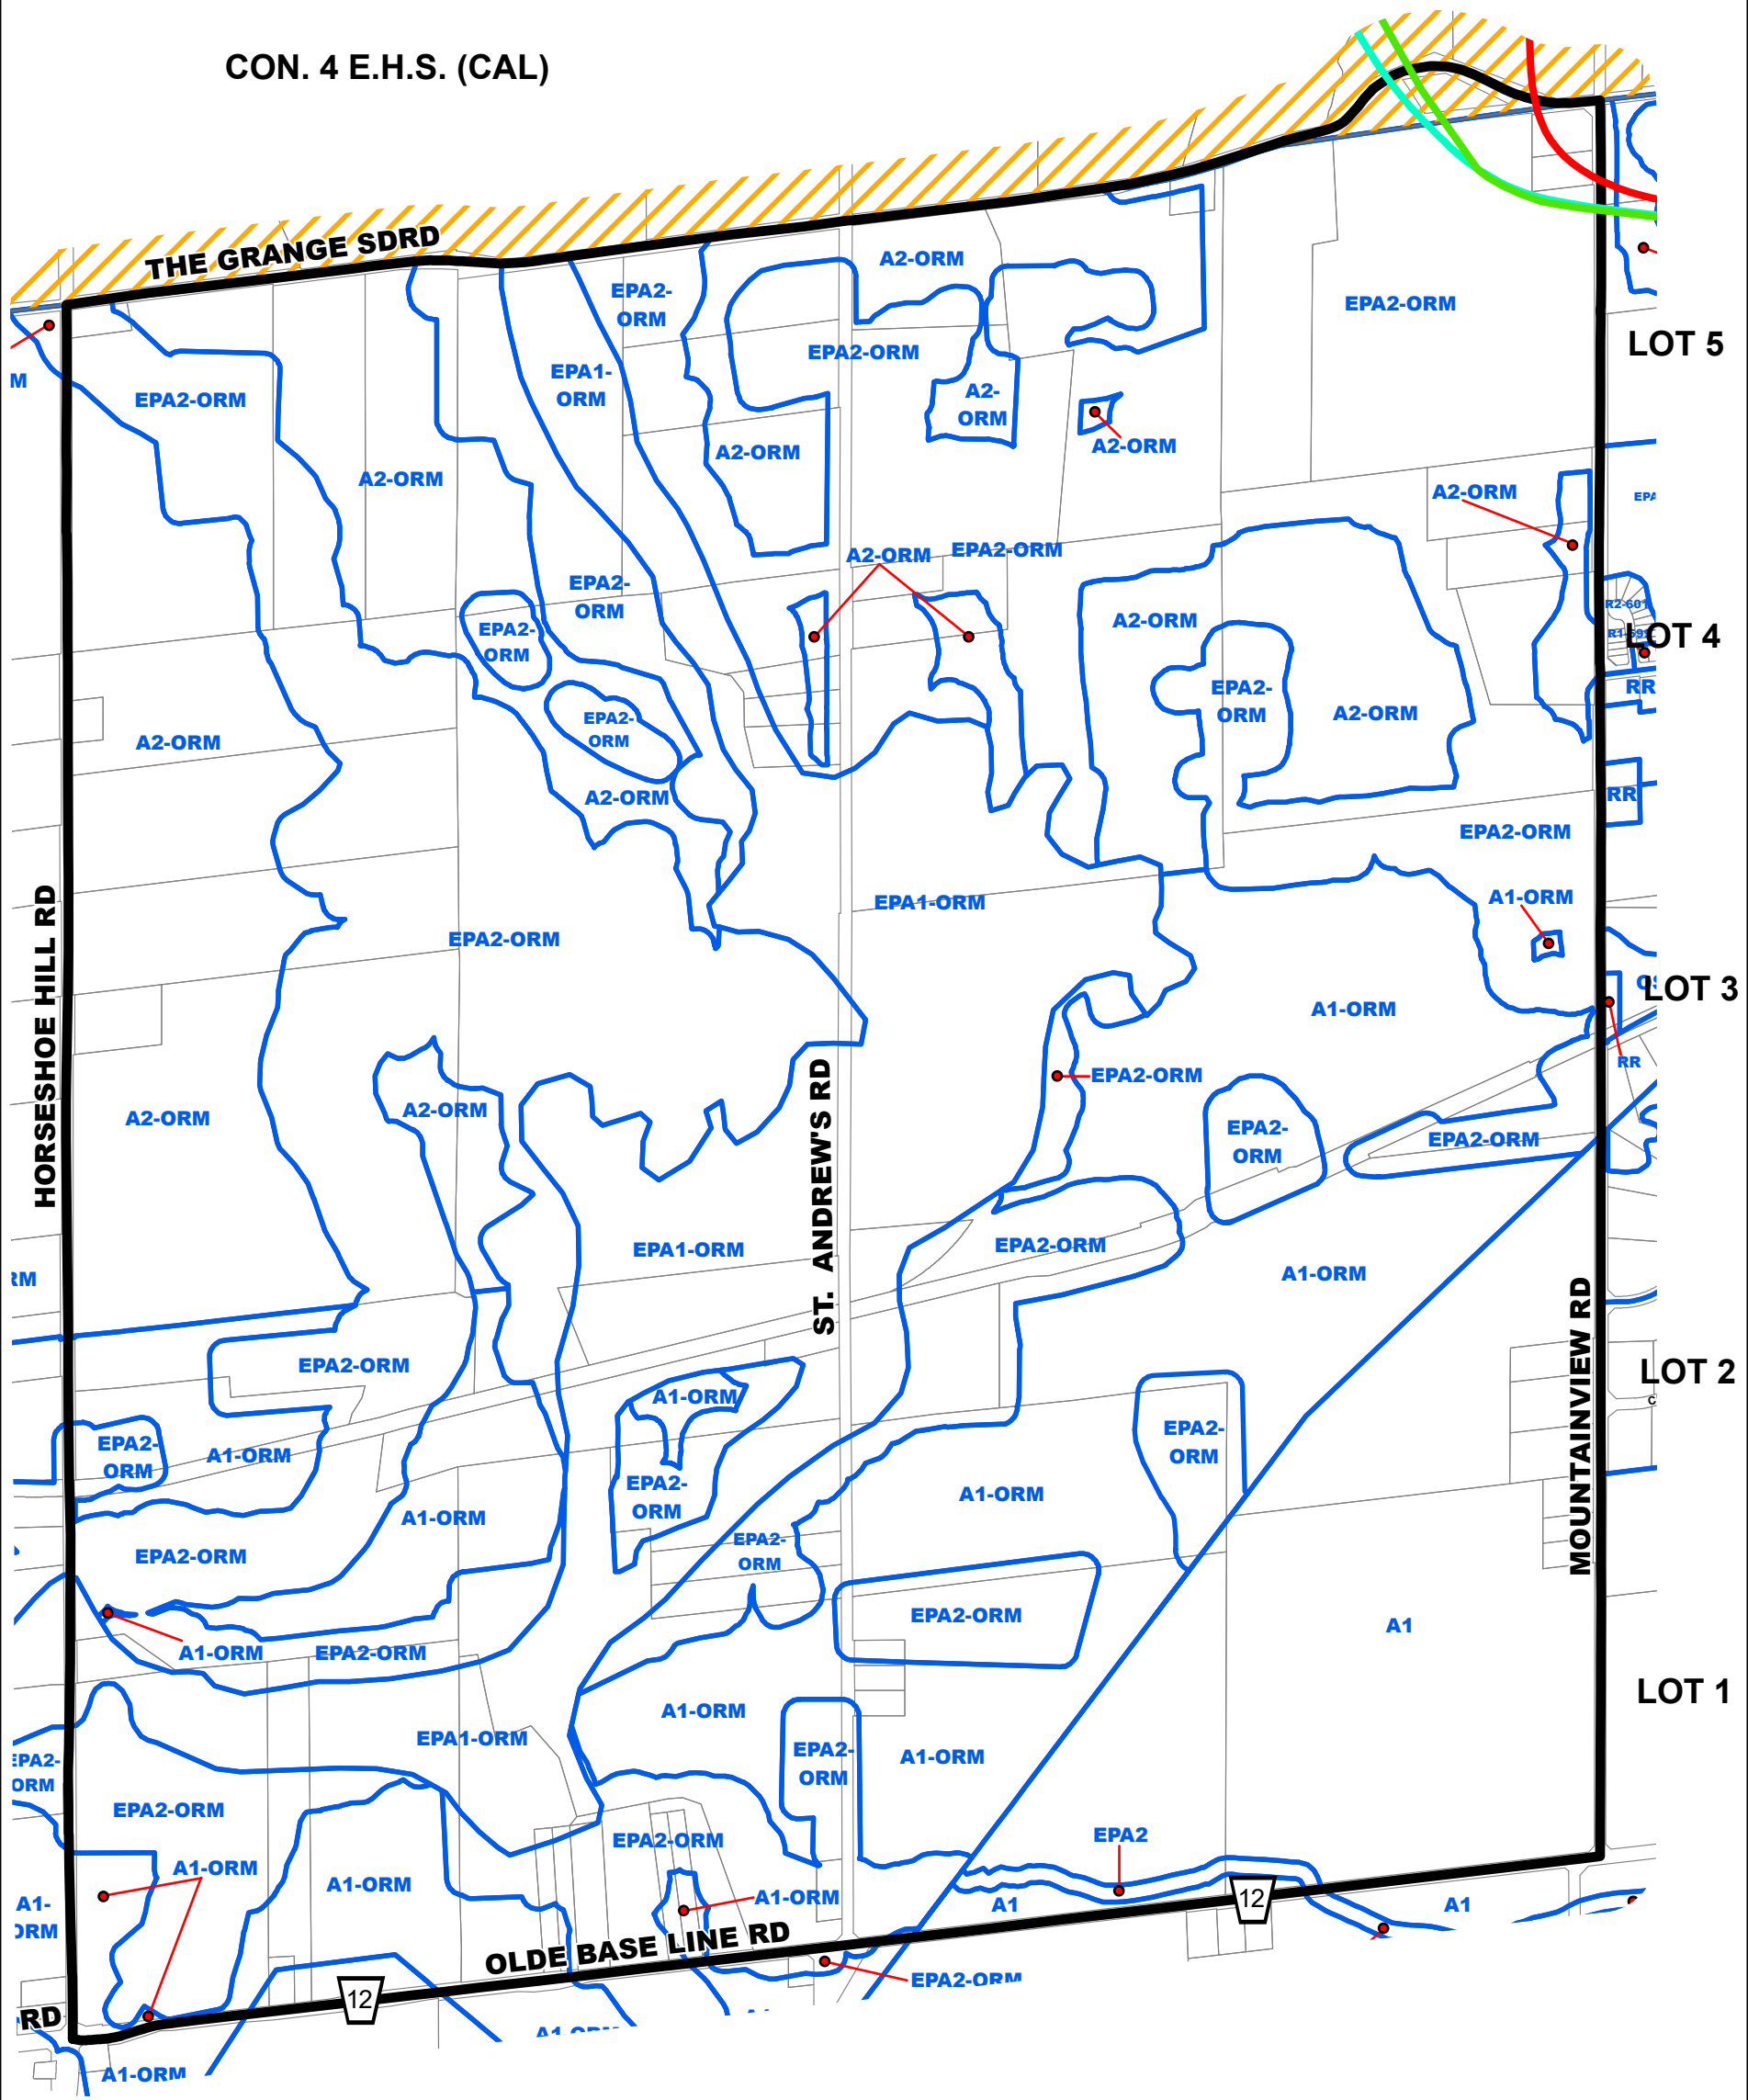 CON. 4 E.H.S. (CAL)
THE GRANGE SDRD
A2-ORM
EPA2-
ORM
EPA2-ORM
LOT 5
EPA2-ORM
EPA1-
ORM
M
EPA2-ORM
A2-
ORM
A2-ORM
A2-ORM
A2-ORM
A2-ORM
EPA
A2-ORM
EPA2-ORM
EPA2-
ORM
R2-601
A2-ORM
EPA2-
ORM
LOT 4
RR
EPA2-
ORM
A2-ORM
EPA2-
ORM
A2-ORM
A2-ORM
RR
EPA2-ORM
A1-ORM
EPA1-ORM
EPA2-ORM
HORSESHOE HILL RD
LOT 3
A1-ORM
RR
EPA2-ORM
A2-ORM
A2-ORM
EPA2-
ORM
EPA2-ORM
ST. ANDREW'S RD
EPA1-ORM
EPA2-ORM
A1-ORM
RM
MOUNTAINVIEW RD
EPA2-ORM
LOT 2
C
A1-ORM
EPA2-
ORM
EPA2-
ORM
A1-ORM
EPA2-
ORM
A1-ORM
A1-ORM
EPA2-
ORM
EPA2-ORM
EPA2-ORM
A1
A1-ORM
EPA2-ORM
LOT 1
A1-ORM
EPA1-ORM
EPA2-
ORM
A1-ORM
EPA2-
ORM
EPA2-ORM
EPA2-ORM
EPA2
A1-ORM
A1-ORM
A1-ORM
A1-
ORM
A1
A1
12
OLDE BASE LINE RD
EPA2-ORM
12
RD
A1-ORM
A1-ORM